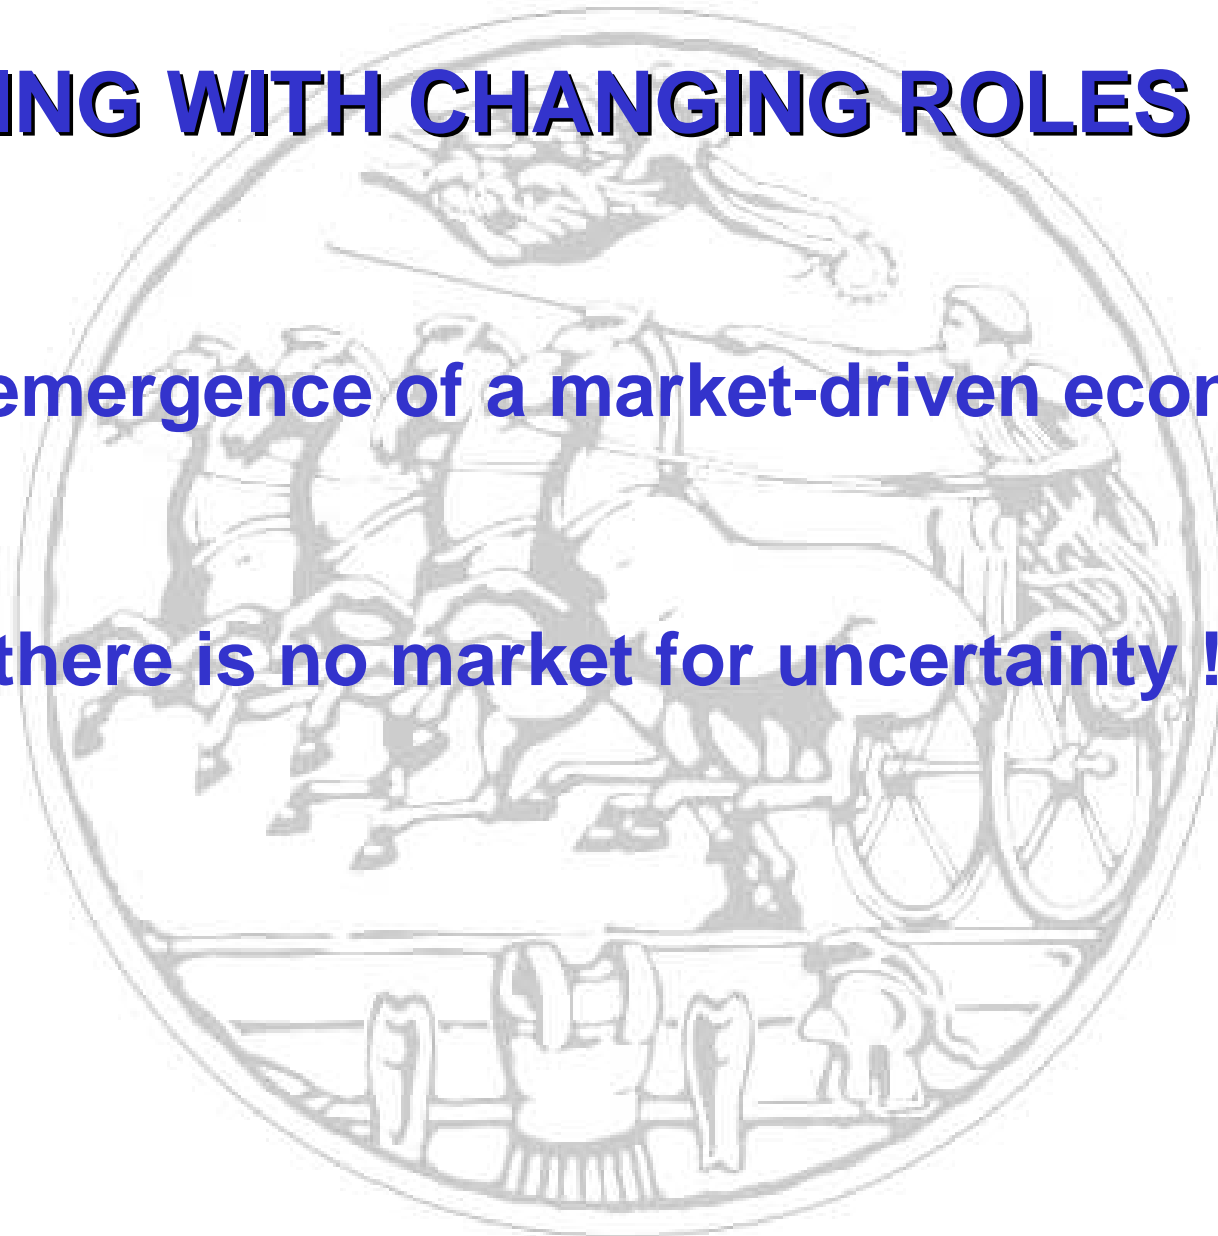 ING WITH CHANGING ROLES
emergence of a market-driven econ
there is no market for uncertainty !